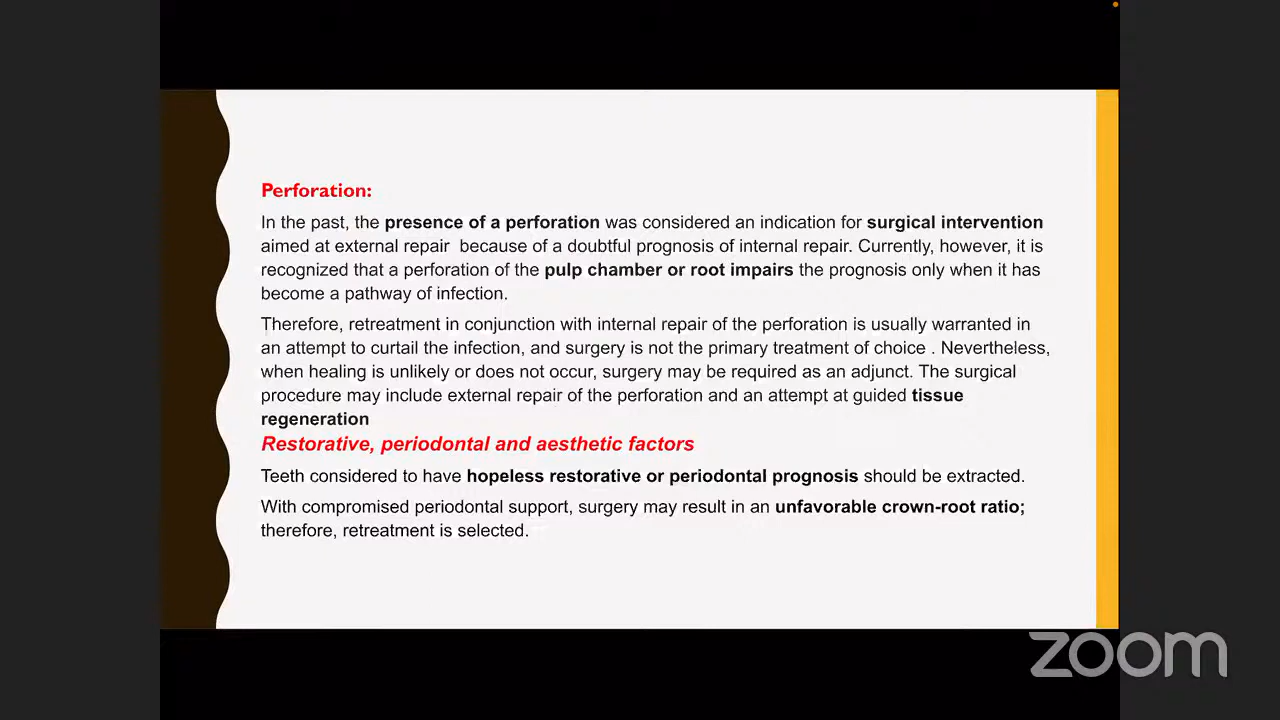 Perforation:
In the past, the presence of a perforation was considered an indication for surgical intervention
aimed at external repair  because of a doubtful prognosis of internal repair. Currently, however, it is
recognized that a perforation of the pulp chamber or root impairs the prognosis only when it has
become a pathway of infection.
Therefore, retreatment in conjunction with internal repair of the perforation is usually warranted in
an attempt to curtail the infection, and surgery is not the primary treatment of choice . Nevertheless,
when healing is unlikely or does not occur, surgery may be required as an adjunct. The surgical
procedure may include external repair of the perforation and an attempt at guided tissue
regeneration
Restorative, periodontal and aesthetic factors
Teeth considered to have hopeless restorative or periodontal prognosis should be extracted.
With compromised periodontal support, surgery may result in an unfavorable crown-root ratio;
therefore, retreatment is selected.
zoom